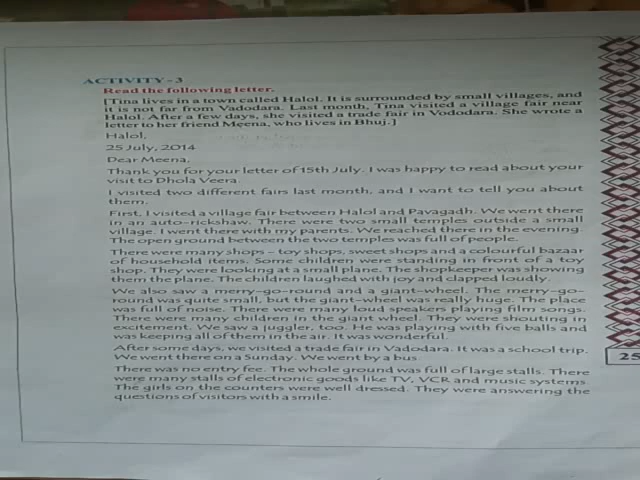 ACTIVITY - 3
Read the following letter.
[Tina lives in a town called Halol. It is surrounded by small villages, and
it is not far from Vadodara. Last month, Tina visited a village fair near
Halol. After a few days, she visited a trade fair in Vododara. She wrote a
letter to her friend Meena, who lives in Bhuj.]
Halol,
25 July, 2014
Dear Meena,
Thank you for your letter of 15th July. I was happy to read about your
visit to Dhola Veera.
I visited two different fairs last month, and I want to tell you about
them.
First, I visited a village fair between Halol and Pavagadh. We went there
in an auto-rickshaw. There were two small temples outside a small
village. I went there with my parents. We reached there in the evening.
The open ground between the two temples was full of people.
There were many shops - toy shops, sweet shops and a colourful bazaar
of household items. Some children were standing in front of a toy
shop. They were looking at a small plane. The shopkeeper was showing
them the plane. The children laughed with joy and clapped loudly.
We also saw a merry-go-round and a giant-wheel. The merry-go-
round was quite small, but the giant-wheel was really huge. The place
was full of noise. There were many loud speakers playing film songs.
There were many children in the giant wheel. They were shouting in
excitement. We saw a juggler, too. He was playing with five balls and
was keeping all of them in the air. It was wonderful.
After some days, we visited a trade fair in Vadodara. It was a school trip.
We went there on a Sunday. We went by a bus
There was no entry fee. The whole ground was full of large stalls. There
were many stalls of electronic goods like TV, VCR and music systems
The girls on the counters were well dressed. They were answering the
questions of visitors with a smile.
25